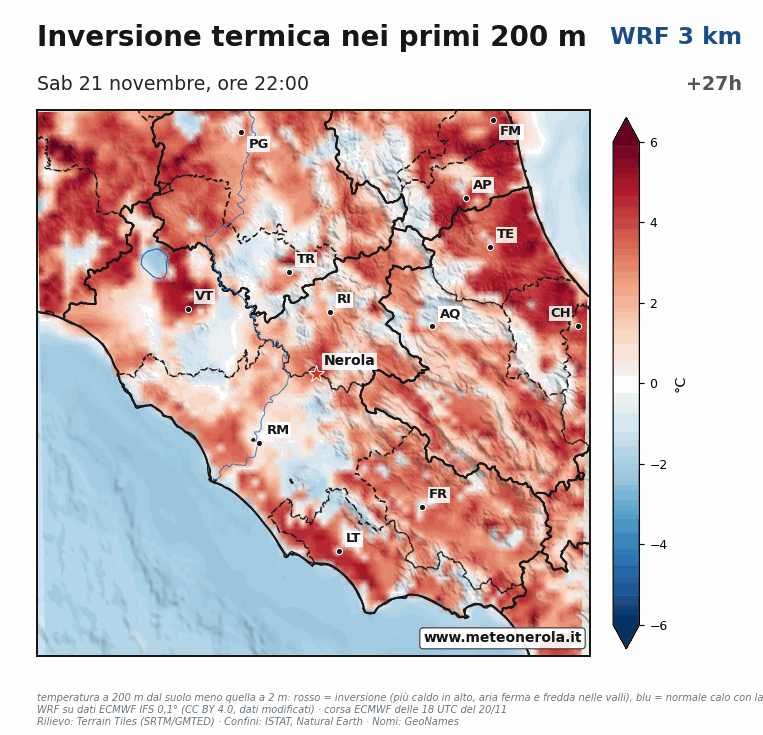 Inversione termica nei primi 200 m WRF 3 km
Sab 21 novembre, ore 22:00 +27h
FM
PG
AP
TE
TR
VT
RI
AQ
CH
Nerola
RM
FR
LT
6
4
2
0
−2
−4
−6
°C
www.meteonerola.it
temperatura a 200 m dal suolo meno quella a 2 m: rosso = inversione (più caldo in alto, aria ferma e fredda nelle valli), blu = normale calo con la
WRF su dati ECMWF IFS 0,1° (CC BY 4.0, dati modificati) · corsa ECMWF delle 18 UTC del 20/11
Rilievo: Terrain Tiles (SRTM/GMTED) · Confini: ISTAT, Natural Earth · Nomi: GeoNames